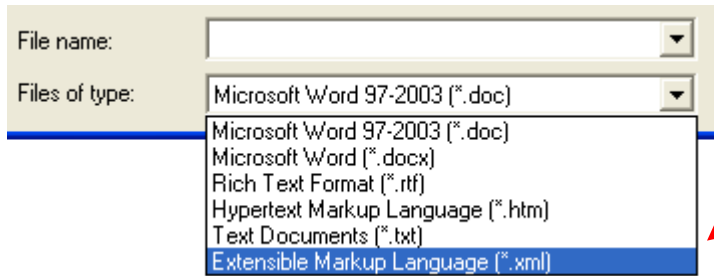 File name:
Files of type:
Microsoft Word 97-2003 (*.doc)
Microsoft Word 97-2003 (*.doc)
Microsoft Word (*.docx)
Rich Text Format (*.rtf)
Hypertext Markup Language (*.htm)
Text Documents (*.txt)
Extensible Markup Language (*.xml)